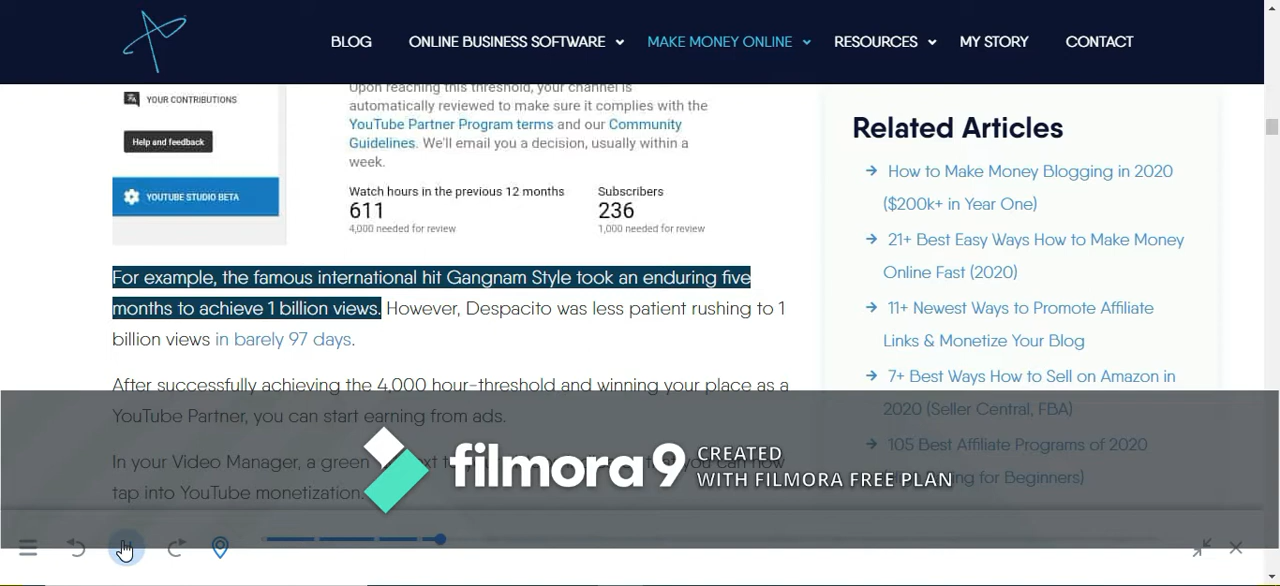 BLOG ONLINE BUSINESS SOFTWARE MAKE MONEY ONLINE RESOURCES MY STORY CONTACT
YOUR CONTRIBUTIONS
Help and feedback
YOUTUBE STUDIO BETA
Upon reaching this threshold, your channel is
automatically reviewed to make sure it complies with the
YouTube Partner Program terms and our Community
Guidelines. We'll email you a decision, usually within a
week.
Watch hours in the previous 12 months
611
4,000 needed for review
Subscribers
236
1,000 needed for review
For example, the famous international hit Gangnam Style took an enduring five
months to achieve 1 billion views. However, Despacito was less patient rushing to 1
billion views in barely 97 days.
After successfully achieving the 4,000 hour-threshold and winning your place as a
YouTube Partner, you can start earning from ads.
In your Video Manager, a green
tap into YouTube monetization.
Related Articles
How to Make Money Blogging in 2020
($200k+ in Year One)
21+ Best Easy Ways How to Make Money
Online Fast (2020)
11+ Newest Ways to Promote Affiliate
Links & Monetize Your Blog
7+ Best Ways How to Sell on Amazon in
2020 (Seller Central, FBA)
105 Best Affiliate Programs of 2020
for Beginners)
filmora9
CREATED
WITH FILMORA FREE PLAN